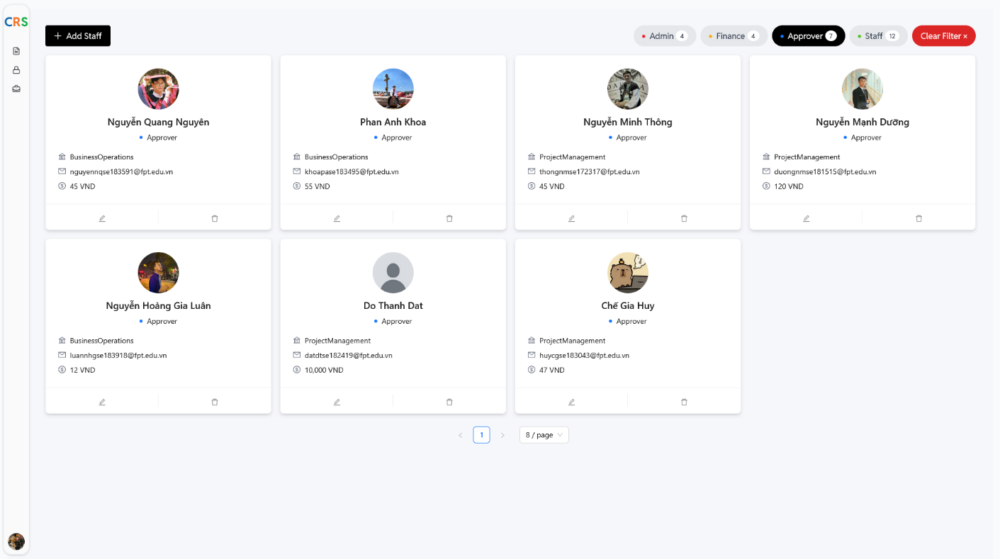 CRS
+ Add Staff
Admin 4
Finance 4
Approver 7
Staff 12
Clear Filter ×
Nguyễn Quang Nguyên
Approver
BusinessOperations
nguyennqse183591@fpt.edu.vn
45 VND
Phan Anh Khoa
Approver
BusinessOperations
khoapase183495@fpt.edu.vn
55 VND
Nguyễn Minh Thông
Approver
ProjectManagement
thongnmse172317@fpt.edu.vn
45 VND
Nguyễn Mạnh Dưỡng
Approver
ProjectManagement
duongnmse181515@fpt.edu.vn
120 VND
Nguyễn Hoàng Gia Luân
Approver
BusinessOperations
luannhgse183918@fpt.edu.vn
12 VND
Do Thanh Dat
Approver
ProjectManagement
datdtse182419@fpt.edu.vn
10,000 VND
Chế Gia Huy
Approver
ProjectManagement
huycgse183043@fpt.edu.vn
47 VND
< 1 > 8 / page